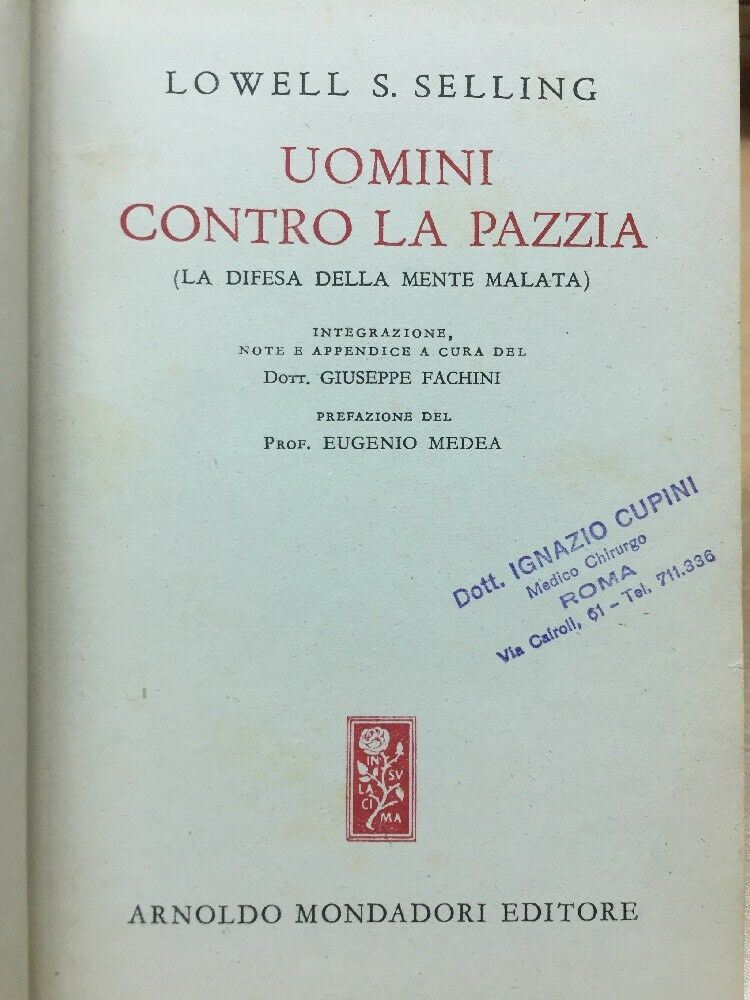 LOWELL S. SELLING
UOMINI
CONTRO LA PAZZIA
(LA DIFESA DELLA MENTE MALATA)
INTEGRAZIONE,
NOTE E APPENDICE A CURA DEL
DOTT. GIUSEPPE FACHINI
PREFAZIONE DEL
PROF. EUGENIO MEDEA
Dott. IGNAZIO CUPINI
Medico Chirurgo
ROMA
Via Cairoli, 61 - Tel. 711.336
IN SV
LA CI MA
ARNOLDO MONDADORI EDITORE